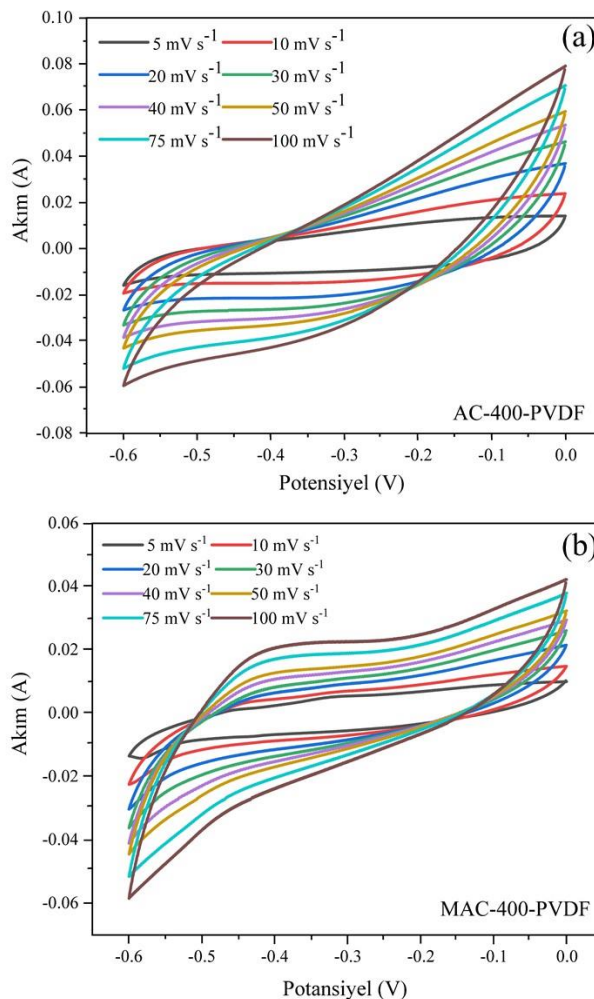 (a)
5 mV s⁻¹ 10 mV s⁻¹
20 mV s⁻¹ 30 mV s⁻¹
40 mV s⁻¹ 50 mV s⁻¹
75 mV s⁻¹ 100 mV s⁻¹
Akım (A)
0.10
0.08
0.06
0.04
0.02
0.00
-0.02
-0.04
-0.06
-0.08
AC-400-PVDF
-0.6 -0.5 -0.4 -0.3 -0.2 -0.1 0.0
Potensiyel (V)
(b)
5 mV s⁻¹ 10 mV s⁻¹
20 mV s⁻¹ 30 mV s⁻¹
40 mV s⁻¹ 50 mV s⁻¹
75 mV s⁻¹ 100 mV s⁻¹
Akım (A)
0.06
0.04
0.02
0.00
-0.02
-0.04
-0.06
MAC-400-PVDF
-0.6 -0.5 -0.4 -0.3 -0.2 -0.1 0.0
Potansiyel (V)